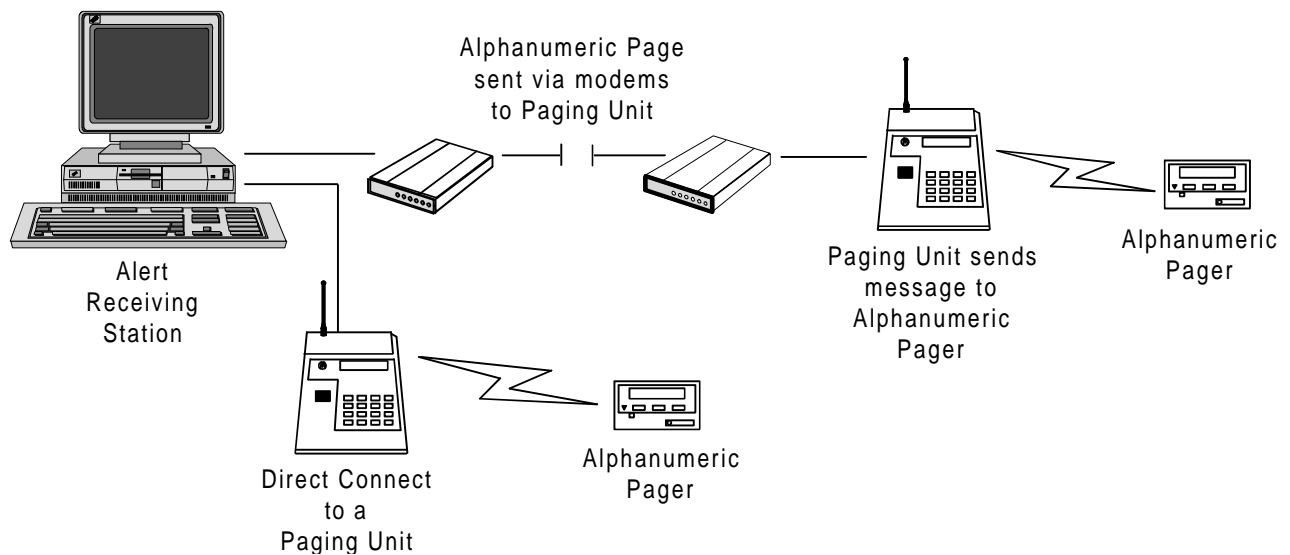 Alphanumeric Page
sent via modems
to Paging Unit
Alert
Receiving
Station
Paging Unit sends
message to
Alphanumeric
Pager
Alphanumeric
Pager
Direct Connect
to a
Paging Unit
Alphanumeric
Pager